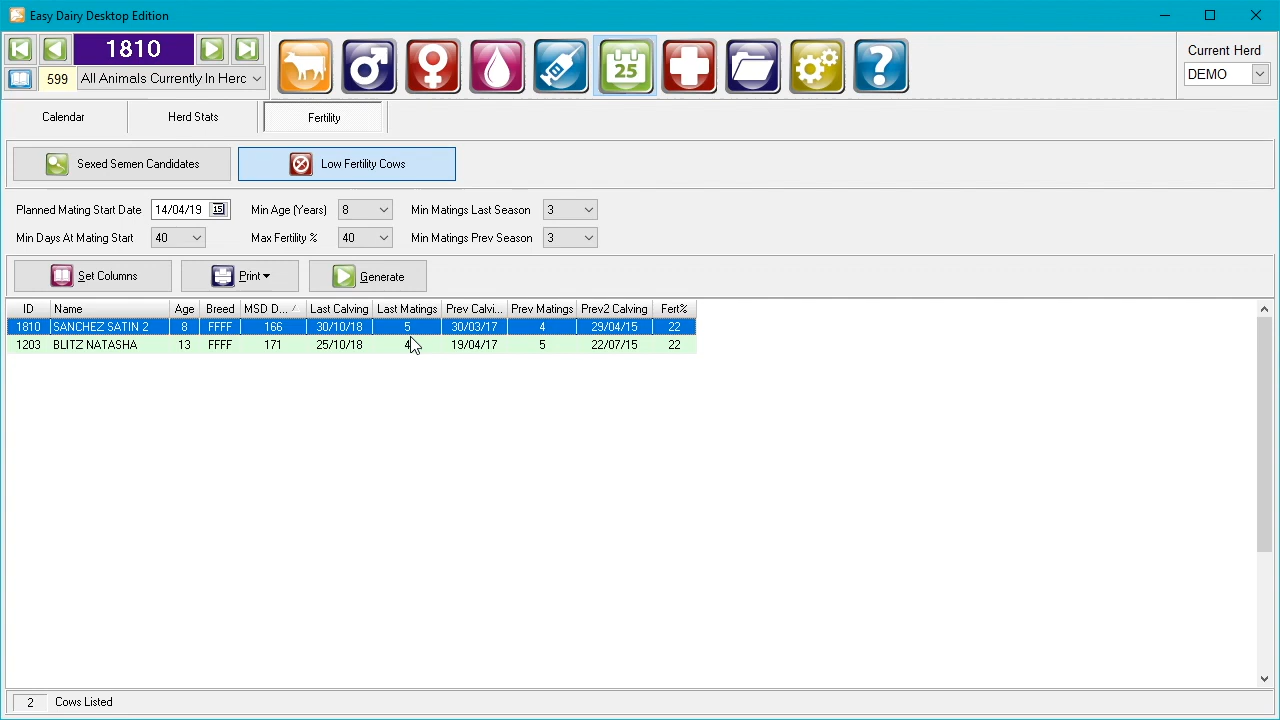 Easy Dairy Desktop Edition
1810
599 All Animals Currently In Herd
25
Current Herd
DEMO
Calendar Herd Stats Fertility
Sexed Semen Candidates Low Fertility Cows
Planned Mating Start Date 14/04/19 15 Min Age (Years) 8 Min Matings Last Season 3
Min Days At Mating Start 40 Max Fertility % 40 Min Matings Prev Season 3
Set Columns Print Generate
ID Name Age Breed MSD D... Last Calving Last Matings Prev Calvi... Prev Matings Prev2 Calving Fert%
1810 SANCHEZ SATIN 2 8 FFFF 166 30/10/18 5 30/03/17 4 29/04/15 22
1203 BLITZ NATASHA 13 FFFF 171 25/10/18 4 19/04/17 5 22/07/15 22
2 Cows Listed